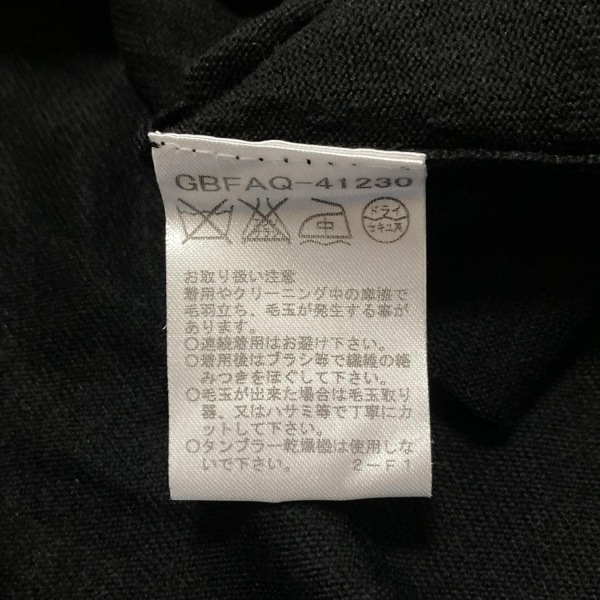 GBFAQ-41230
ドライ
セキユ系
お取り扱い注意
着用やクリーニング中の摩擦で
毛羽立ち、毛玉が発生する事が
あります。
○連続着用はお避け下さい。
○着用後はブラシ等で繊維の絡
みつきをほぐして下さい。
○毛玉が出来た場合は毛玉取り
器、又はハサミ等で丁寧にカ
ットして下さい。
○タンブラー乾燥機は使用しな
いで下さい。 2-F1